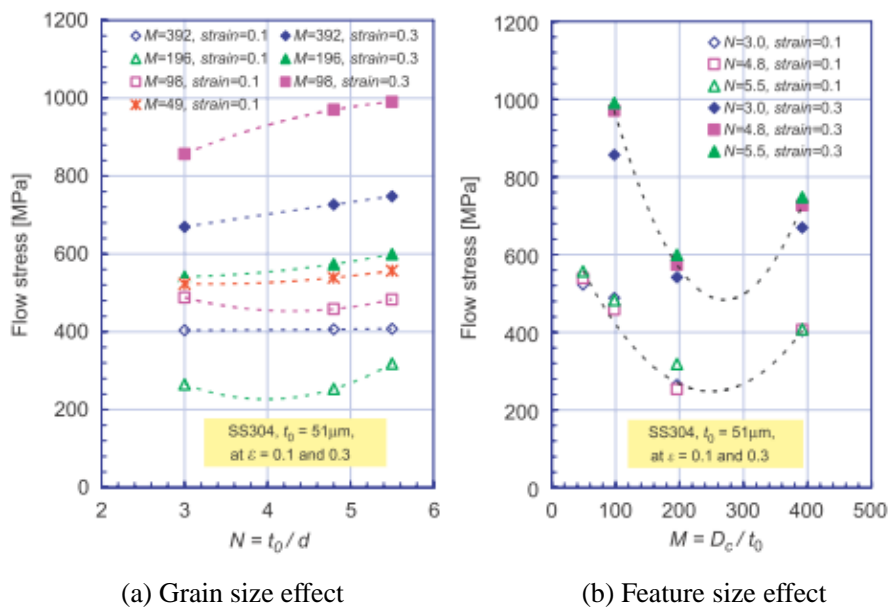 1200
1000
800
600
400
200
0
Flow stress [MPa]
M=392, strain=0.1
M=392, strain=0.3
M=196, strain=0.1
M=196, strain=0.3
M=98, strain=0.1
M=98, strain=0.3
M=49, strain=0.1
SS304, t₀ = 51μm,
at ε = 0.1 and 0.3
2 3 4 5 6
N = t₀ / d
(a) Grain size effect
1200
1000
800
600
400
200
0
Flow stress [MPa]
N=3.0, strain=0.1
N=4.8, strain=0.1
N=5.5, strain=0.1
N=3.0, strain=0.3
N=4.8, strain=0.3
N=5.5, strain=0.3
SS304, t₀ = 51μm,
at ε = 0.1 and 0.3
0 100 200 300 400 500
M = D_c / t₀
(b) Feature size effect